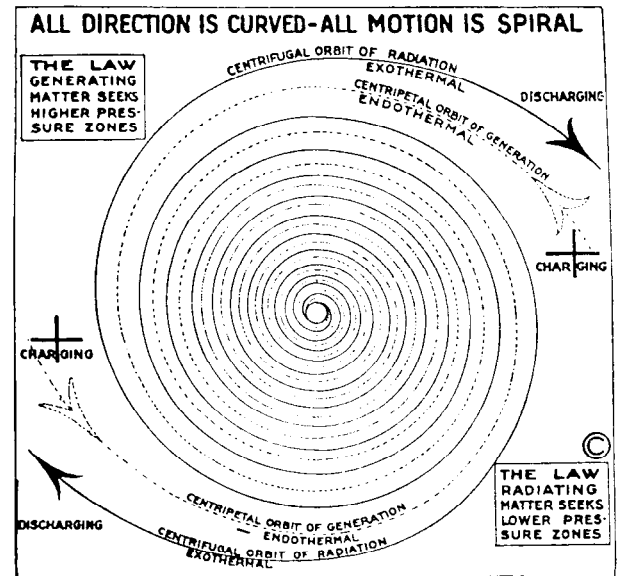 ALL DIRECTION IS CURVED-ALL MOTION IS SPIRAL
THE LAW
GENERATING
MATTER SEEKS
HIGHER PRES-
SURE ZONES
CENTRIFUGAL ORBIT OF RADIATION
EXOTHERMAL
CENTRIPETAL ORBIT OF GENERATION
ENDOTHERMAL
DISCHARGING
CHARGING
CHARGING
DISCHARGING
CENTRIPETAL ORBIT OF GENERATION
ENDOTHERMAL
CENTRIFUGAL ORBIT OF RADIATION
EXOTHERMAL
©
THE LAW
RADIATING
MATTER SEEKS
LOWER PRES-
SURE ZONES